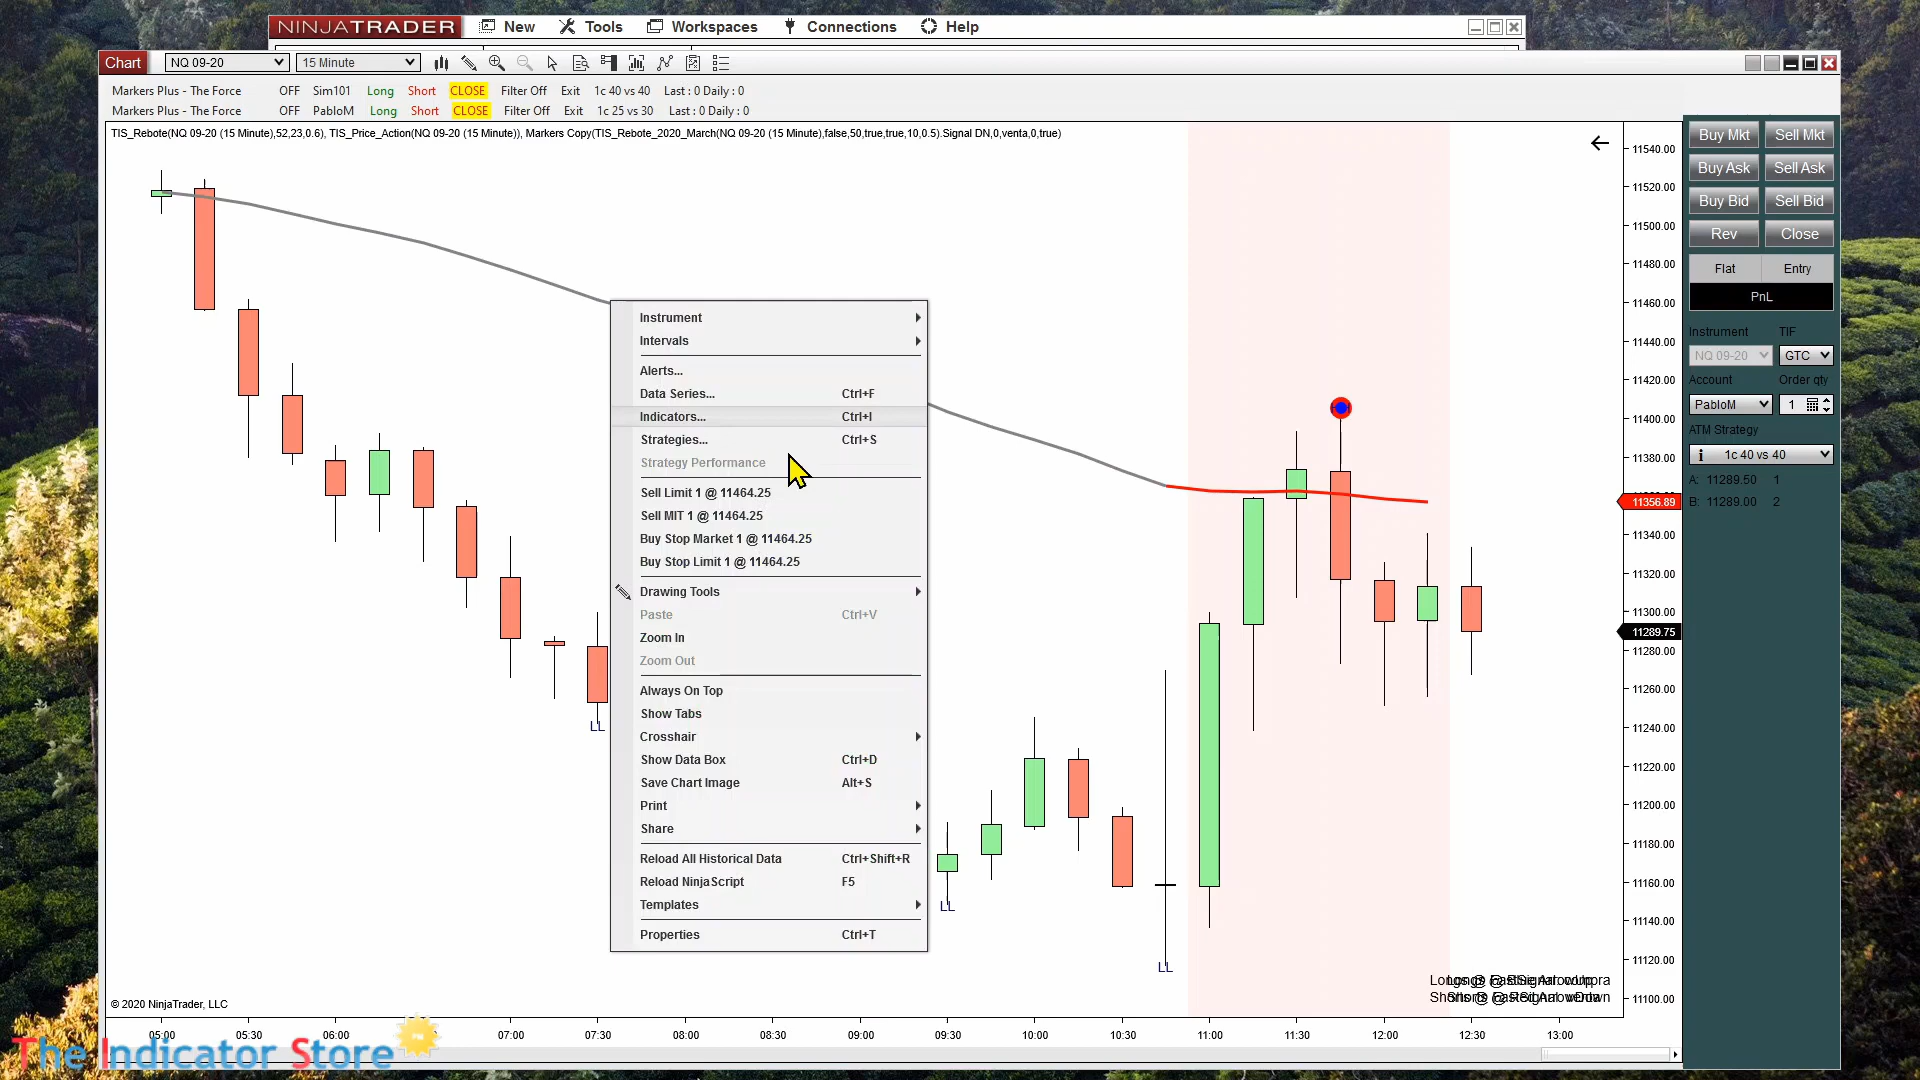 NINJATRADER New Tools Workspaces Connections Help
Chart NQ 09-20 15 Minute
Markers Plus - The Force OFF Sim101 Long Short CLOSE Filter Off Exit 1c 40 vs 40 Last : 0 Daily : 0
Markers Plus - The Force OFF PabloM Long Short CLOSE Filter Off Exit 1c 25 vs 30 Last : 0 Daily : 0
TIS_Rebote(NQ 09-20 (15 Minute),52,23,0.6), TIS_Price_Action(NQ 09-20 (15 Minute)), Markers Copy(TIS_Rebote_2020_March(NQ 09-20 (15 Minute),false,50,true,true,10,0.5).Signal DN,0,venta,0,true)
Instrument
Intervals
Alerts...
Data Series... Ctrl+F
Indicators... Ctrl+I
Strategies... Ctrl+S
Strategy Performance
Sell Limit 1 @ 11464.25
Sell MIT 1 @ 11464.25
Buy Stop Market 1 @ 11464.25
Buy Stop Limit 1 @ 11464.25
Drawing Tools
Paste Ctrl+V
Zoom In
Zoom Out
Always On Top
Show Tabs
Crosshair
Show Data Box Ctrl+D
Save Chart Image Alt+S
Print
Share
Reload All Historical Data Ctrl+Shift+R
Reload NinjaScript F5
Templates
Properties Ctrl+T
LL
LL
LL
11540.00
11520.00
11500.00
11480.00
11460.00
11440.00
11420.00
11400.00
11380.00
11356.89
11340.00
11320.00
11300.00
11289.75
11280.00
11260.00
11240.00
11220.00
11200.00
11180.00
11160.00
11140.00
11120.00
11100.00
Buy Mkt Sell Mkt
Buy Ask Sell Ask
Buy Bid Sell Bid
Rev Close
Flat Entry
PnL
Instrument TIF
NQ 09-20 GTC
Account Order qty
PabloM 1
ATM Strategy
1c 40 vs 40
A: 11289.50 1
B: 11289.00 2
© 2020 NinjaTrader, LLC
05:00 05:30 06:00 07:00 07:30 08:00 08:30 09:00 09:30 10:00 10:30 11:00 11:30 12:00 12:30 13:00
The Indicator Store